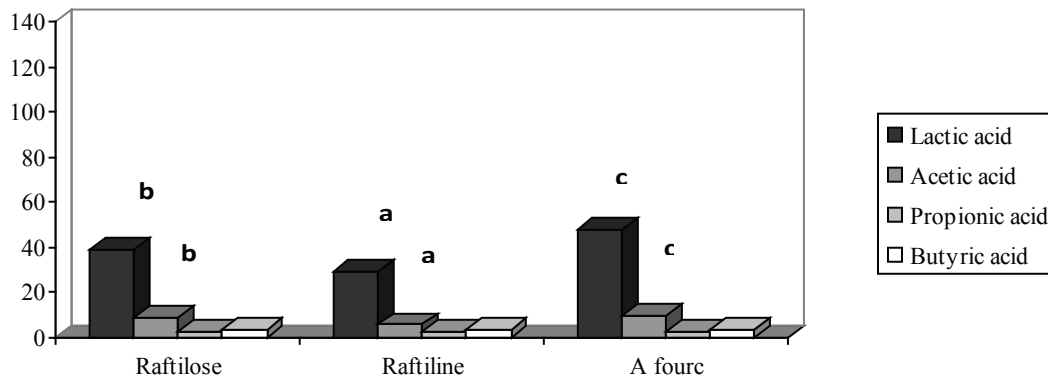 140
120
100
80
60
40
20
0
b
b
a
a
c
c
Raftilose
Raftiline
A fourc
Lactic acid
Acetic acid
Propionic acid
Butyric acid